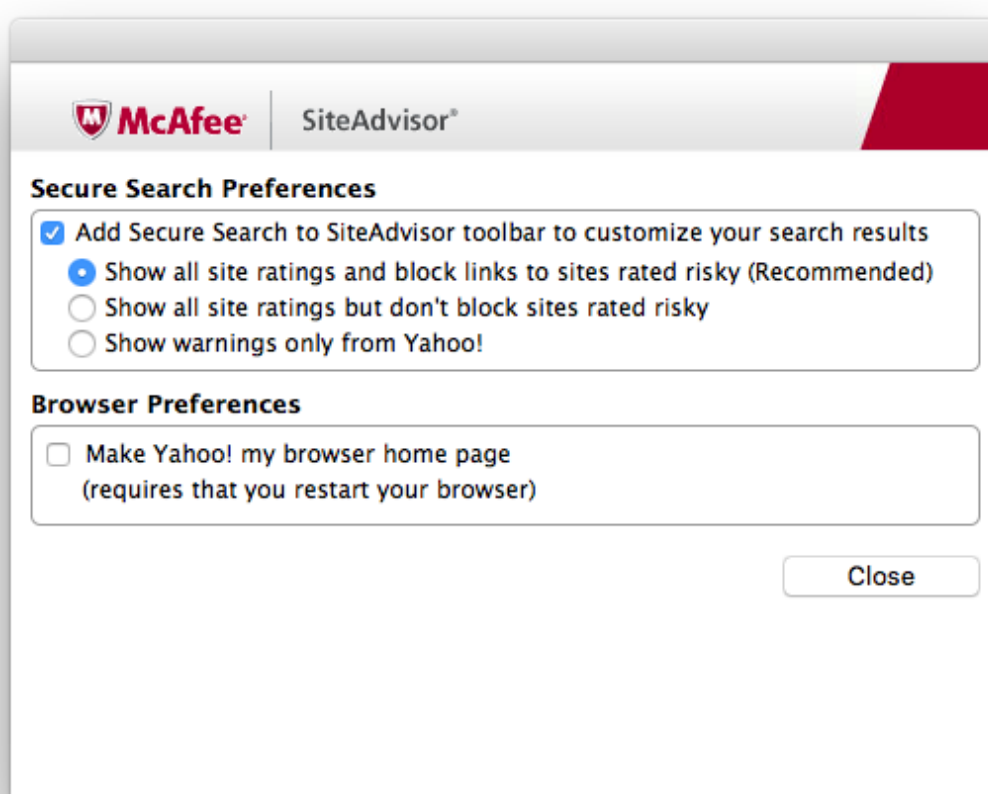 McAfee® SiteAdvisor®
Secure Search Preferences
Add Secure Search to SiteAdvisor toolbar to customize your search results
Show all site ratings and block links to sites rated risky (Recommended)
Show all site ratings but don't block sites rated risky
Show warnings only from Yahoo!
Browser Preferences
Make Yahoo! my browser home page
(requires that you restart your browser)
Close